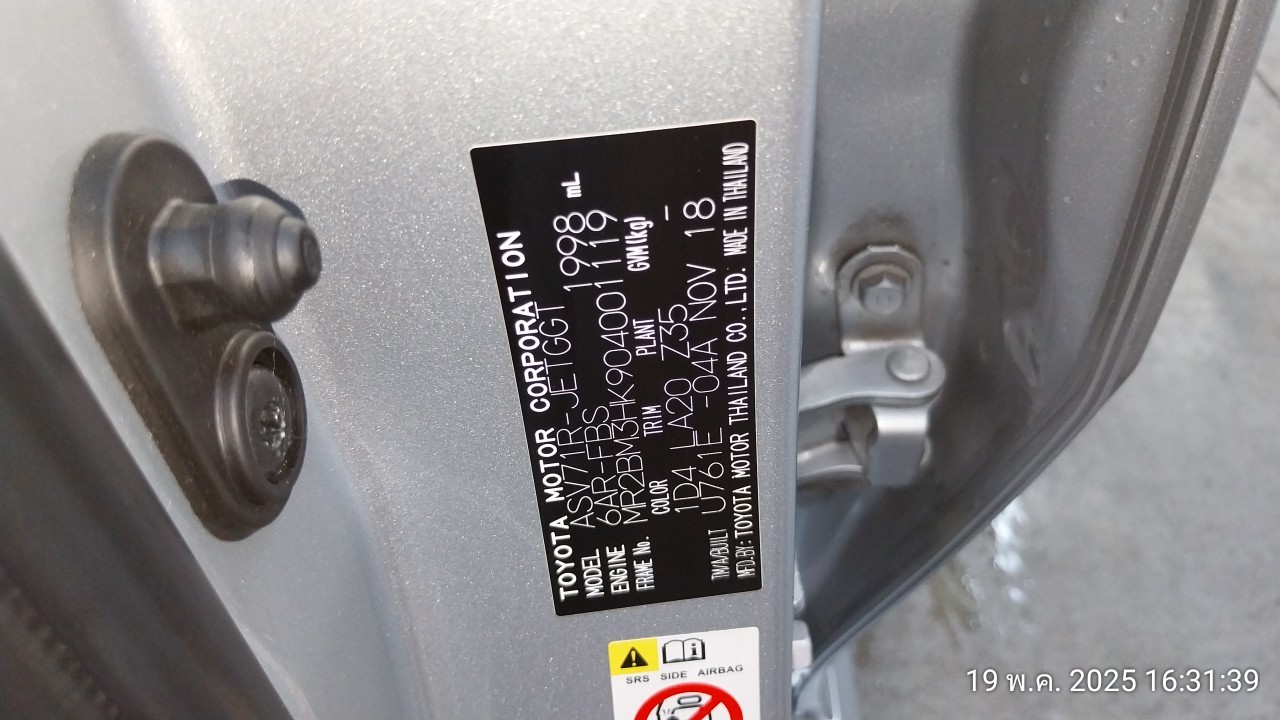 TOYOTA MOTOR CORPORATION
MODEL ASV71R-JETGGT
ENGINE 6AR-FBS 1998 mL
FRAME No. MR2BM3HK904001119
COLOR TRIM PLANT GVM(kg)
1D4 LA20 Z35 -
TM/A/BUILT U761E -04A NOV 18
MFD.BY: TOYOTA MOTOR THAILAND CO.,LTD. MADE IN THAILAND
SRS SIDE AIRBAG
19 พ.ค. 2025 16:31:39